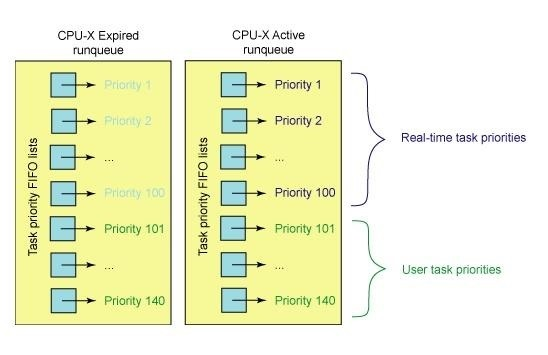 CPU-X Expired
runqueue
CPU-X Active
runqueue
Task priority FIFO lists
Priority 1
Priority 2
...
Priority 100
Priority 101
...
Priority 140
Task priority FIFO lists
Priority 1
Priority 2
...
Priority 100
Priority 101
...
Priority 140
Real-time task priorities
User task priorities